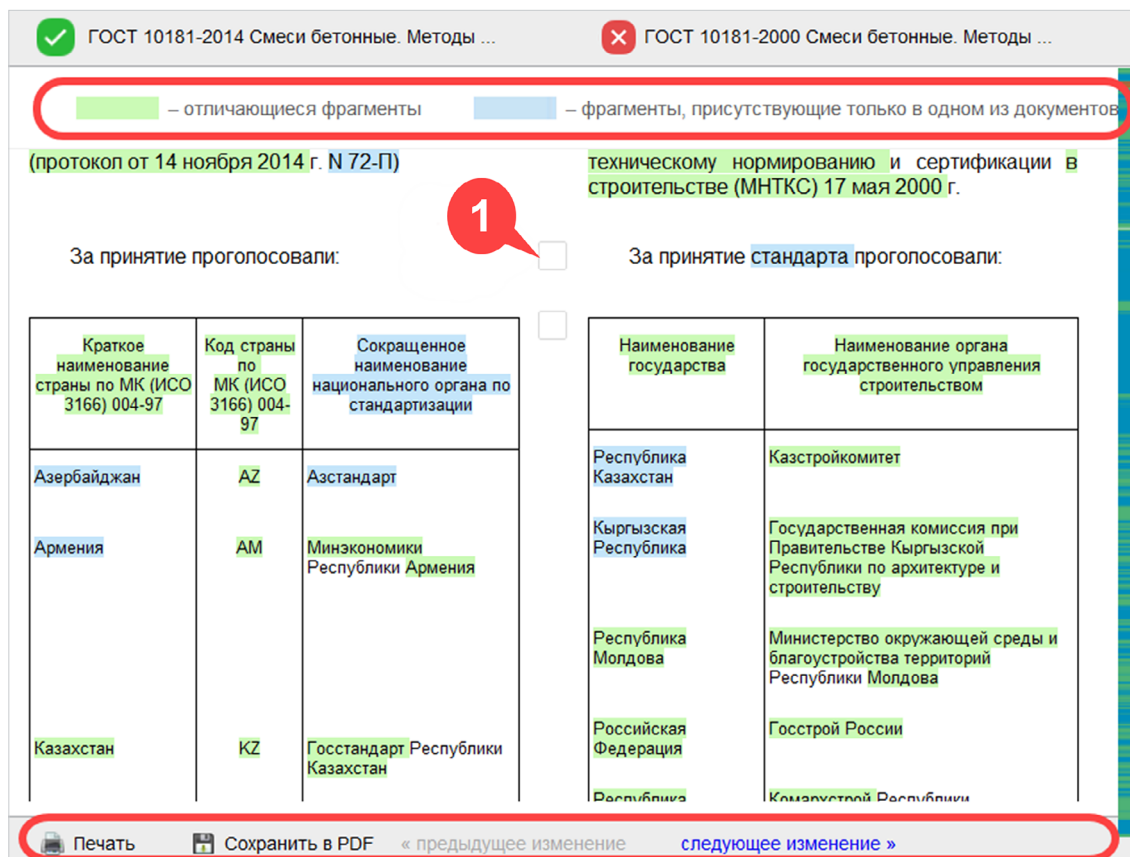 ГОСТ 10181-2014 Смеси бетонные. Методы ...
ГОСТ 10181-2000 Смеси бетонные. Методы ...
– отличающиеся фрагменты
– фрагменты, присутствующие только в одном из документов
(протокол от 14 ноября 2014 г. N 72-П)
техническому нормированию и сертификации в
строительстве (МНТКС) 17 мая 2000 г.
1
За принятие проголосовали:
За принятие стандарта проголосовали:
Краткое
наименование
страны по МК (ИСО
3166) 004-97
Код страны
по
МК (ИСО
3166) 004-
97
Сокращенное
наименование
национального органа по
стандартизации
Азербайджан
AZ
Азстандарт
Армения
AM
Минэкономики
Республики Армения
Казахстан
KZ
Госстандарт Республики
Казахстан
Наименование
государства
Наименование органа
государственного управления
строительством
Республика
Казахстан
Казстройкомитет
Кыргызская
Республика
Государственная комиссия при
Правительстве Кыргызской
Республики по архитектуре и
строительству
Республика
Молдова
Министерство окружающей среды и
благоустройства территорий
Республики Молдова
Российская
Федерация
Госстрой России
Республика
Комархстрой Республики
Печать
Сохранить в PDF
« предыдущее изменение
следующее изменение »